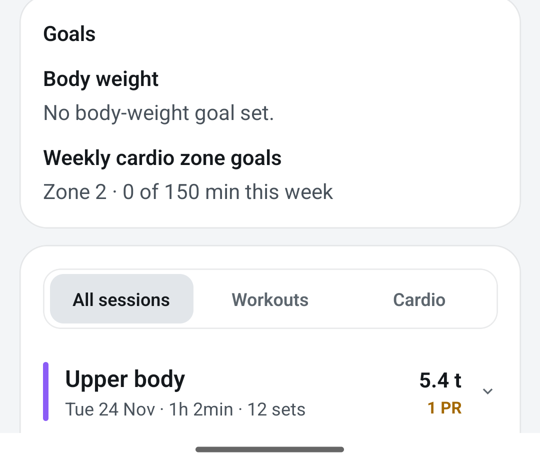 Goals
Body weight
No body-weight goal set.
Weekly cardio zone goals
Zone 2 · 0 of 150 min this week
All sessions Workouts Cardio
Upper body 5.4 t
Tue 24 Nov · 1h 2min · 12 sets 1 PR